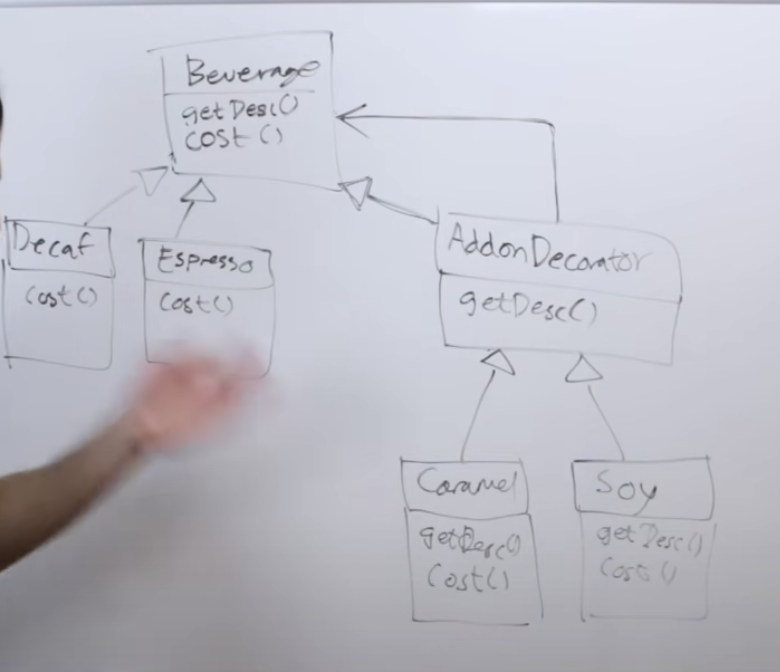 Beverage
getDesc()
cost()
Decaf
cost()
Espresso
cost()
AddonDecorator
getDesc()
Caramel
getDesc()
cost()
Soy
getDesc()
cost()